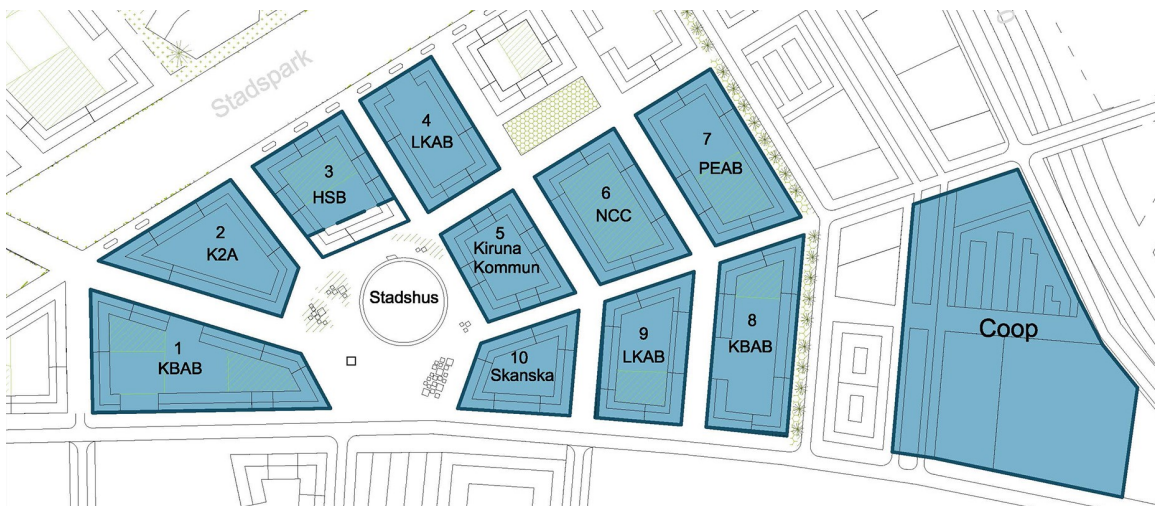 Stadspark
4
LKAB
7
PEAB
3
HSB
6
NCC
2
K2A
5
Kiruna
Kommun
Stadshus
Coop
1
KBAB
10
Skanska
9
LKAB
8
KBAB